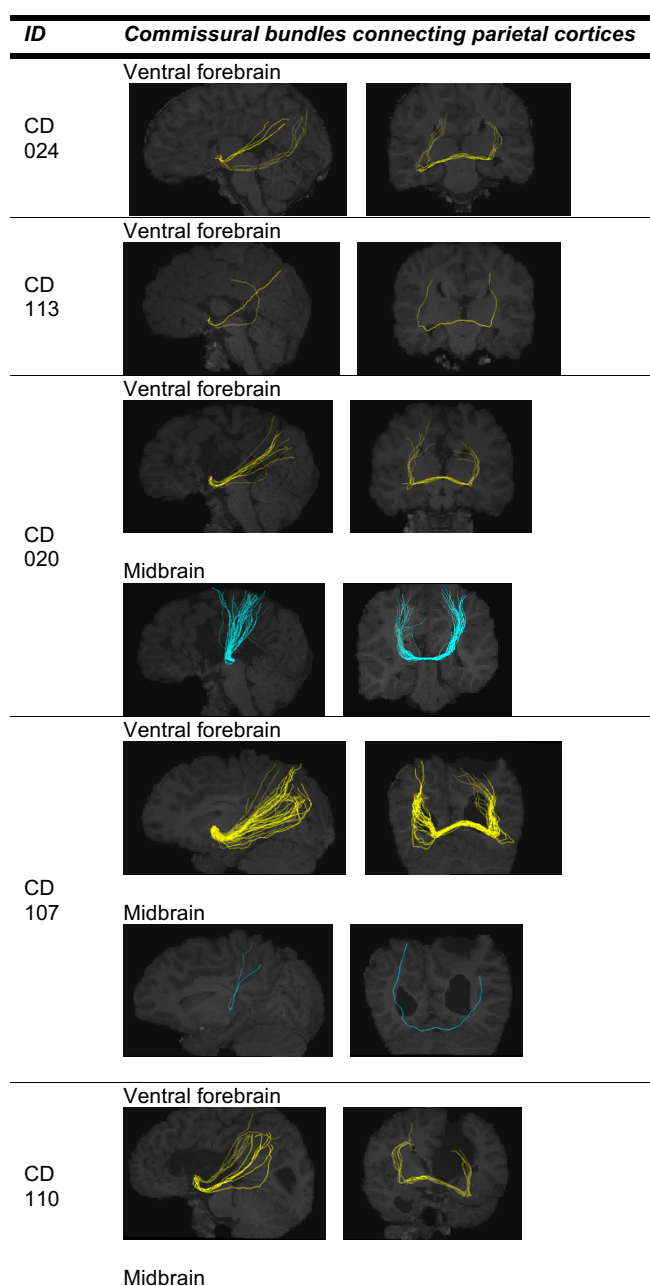 ID Commissural bundles connecting parietal cortices
Ventral forebrain
CD
024
Ventral forebrain
CD
113
Ventral forebrain
CD
020
Midbrain
Ventral forebrain
CD
107
Midbrain
Ventral forebrain
CD
110
Midbrain